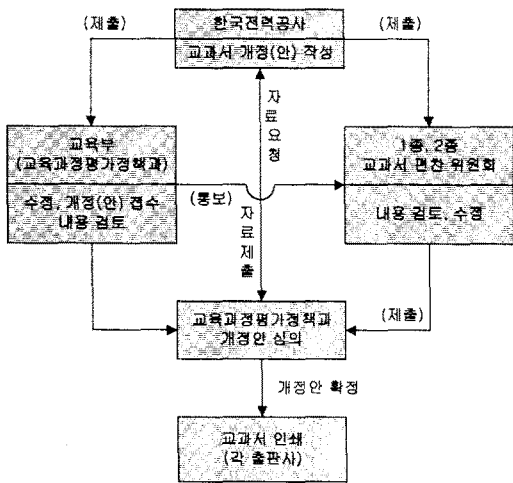 (제출)
한국전력공사
(제출)
교과서 개정(안) 작성
자료요청
교육부
(교육과정평가정책과)
1종, 2종
교과서 편찬 위원회
수정, 개정(안) 접수
내용 검토
(통보)
자료제출
내용 검토, 수정
교육과정평가정책과
개정안 심의
(제출)
개정안 확정
교과서 인쇄
(각 출판사)